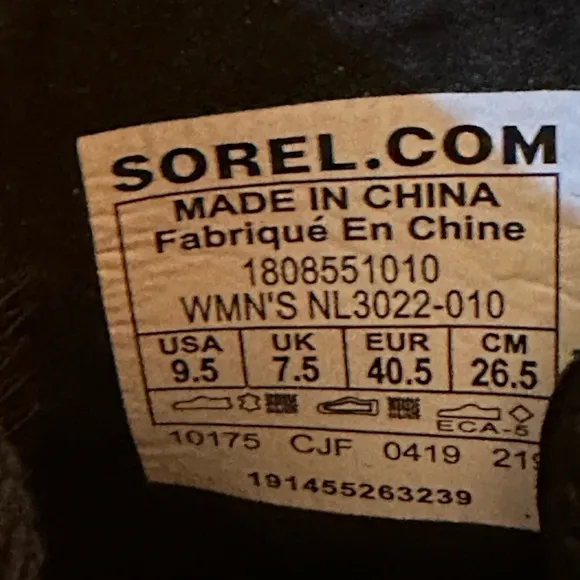 SOREL.COM
MADE IN CHINA
Fabriqué En Chine
1808551010
WMN'S NL3022-010
USA UK EUR CM
9.5 7.5 40.5 26.5
ECA-5
10175 CJF 0419 219
191455263239